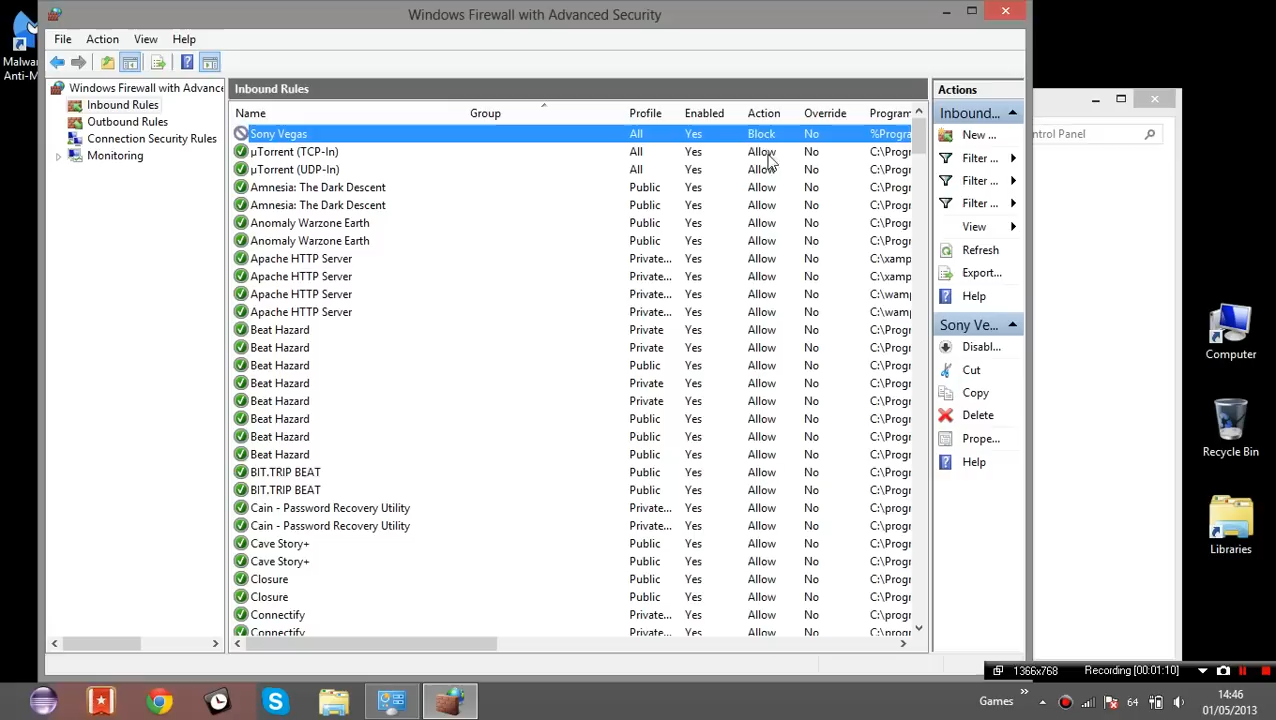 Windows Firewall with Advanced Security
File Action View Help
Malwar
Anti-M
Windows Firewall with Advance
Inbound Rules
Outbound Rules
Connection Security Rules
Monitoring
Inbound Rules
Name Group Profile Enabled Action Override Program
Sony Vegas All Yes Block No %Progra
µTorrent (TCP-In) All Yes Allow No C:\Progr
µTorrent (UDP-In) All Yes Allow No C:\Progr
Amnesia: The Dark Descent Public Yes Allow No C:\Progr
Amnesia: The Dark Descent Public Yes Allow No C:\Progr
Anomaly Warzone Earth Public Yes Allow No C:\Progr
Anomaly Warzone Earth Public Yes Allow No C:\Progr
Apache HTTP Server Private... Yes Allow No C:\xamp
Apache HTTP Server Private... Yes Allow No C:\xamp
Apache HTTP Server Private... Yes Allow No C:\wamp
Apache HTTP Server Private... Yes Allow No C:\wamp
Beat Hazard Private Yes Allow No C:\Progr
Beat Hazard Private Yes Allow No C:\Progr
Beat Hazard Public Yes Allow No C:\Progr
Beat Hazard Private Yes Allow No C:\Progr
Beat Hazard Private Yes Allow No C:\Progr
Beat Hazard Public Yes Allow No C:\Progr
Beat Hazard Public Yes Allow No C:\Progr
Beat Hazard Public Yes Allow No C:\Progr
BIT.TRIP BEAT Public Yes Allow No C:\Progr
BIT.TRIP BEAT Public Yes Allow No C:\Progr
Cain - Password Recovery Utility Private... Yes Allow No C:\progr
Cain - Password Recovery Utility Private... Yes Allow No C:\progr
Cave Story+ Public Yes Allow No C:\Progr
Cave Story+ Public Yes Allow No C:\Progr
Closure Public Yes Allow No C:\Progr
Closure Public Yes Allow No C:\Progr
Connectify Private... Yes Allow No C:\progr
Connectify Private... Yes Allow No C:\progr
Actions
Inbound...
New ...
Filter ...
Filter ...
Filter ...
View
Refresh
Export...
Help
Sony Ve...
Disabl...
Cut
Copy
Delete
Prope...
Help
ntrol Panel
Computer
Recycle Bin
Libraries
1366x768 Recording [00:01:10]
Games 64 14:46
01/05/2013